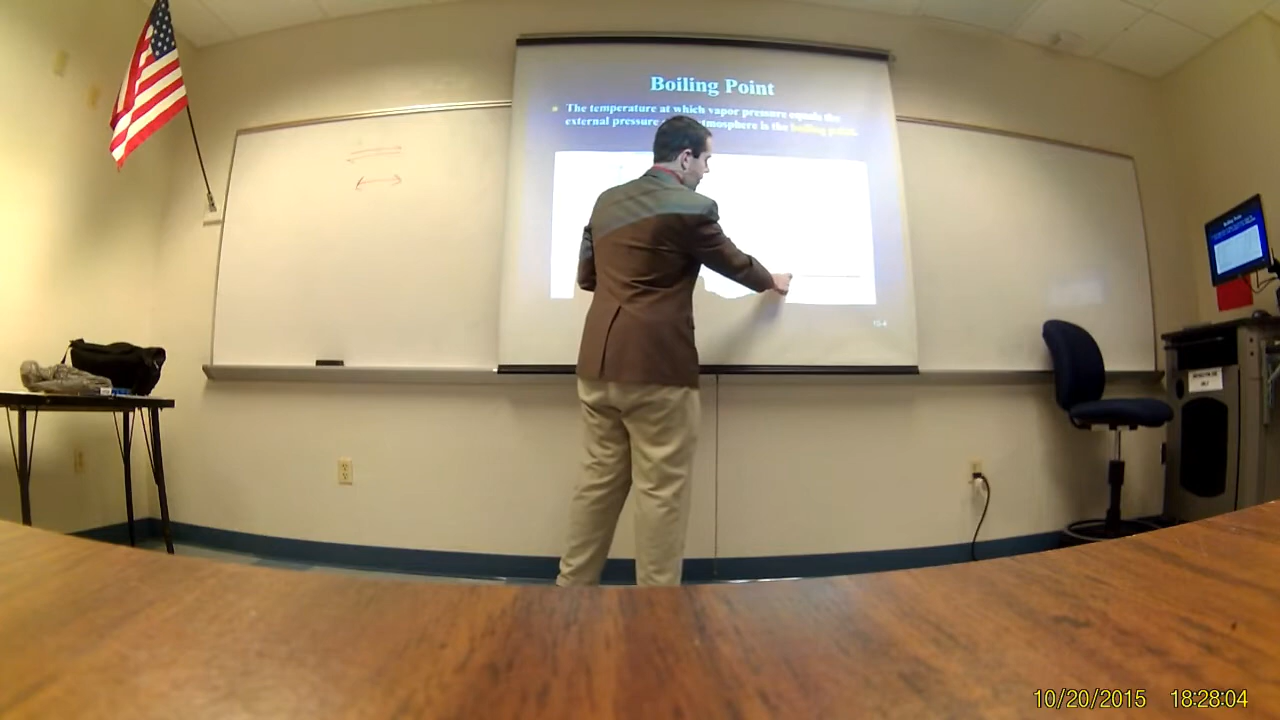 Boiling Point
The temperature at which vapor pressure equals the
external pressure atmosphere is the boiling point.
10/20/2015 18:28:04